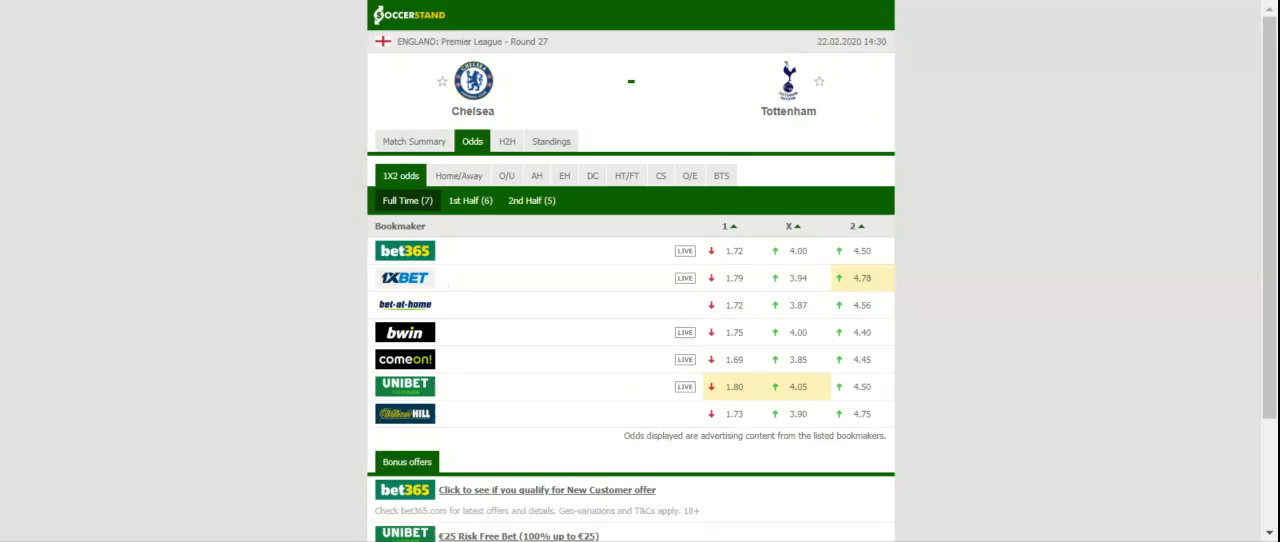 SOCCERSTAND
ENGLAND: Premier League - Round 27 22.02.2020 14:30
-
Chelsea Tottenham
Match Summary Odds H2H Standings
1X2 odds Home/Away O/U AH EH DC HT/FT CS O/E BTS
Full Time (7) 1st Half (6) 2nd Half (5)
Bookmaker 1 X 2
bet365 LIVE 1.72 4.00 4.50
1XBET LIVE 1.79 3.94 4.78
bet-at-home 1.72 3.87 4.56
bwin LIVE 1.75 4.00 4.40
comeon! LIVE 1.69 3.85 4.45
UNIBET LIVE 1.80 4.05 4.50
William HILL 1.73 3.90 4.75
Odds displayed are advertising content from the listed bookmakers.
Bonus offers
bet365 Click to see if you qualify for New Customer offer
Check bet365.com for latest offers and details. Geo-variations and T&Cs apply. 18+
UNIBET €25 Risk Free Bet (100% up to €25)